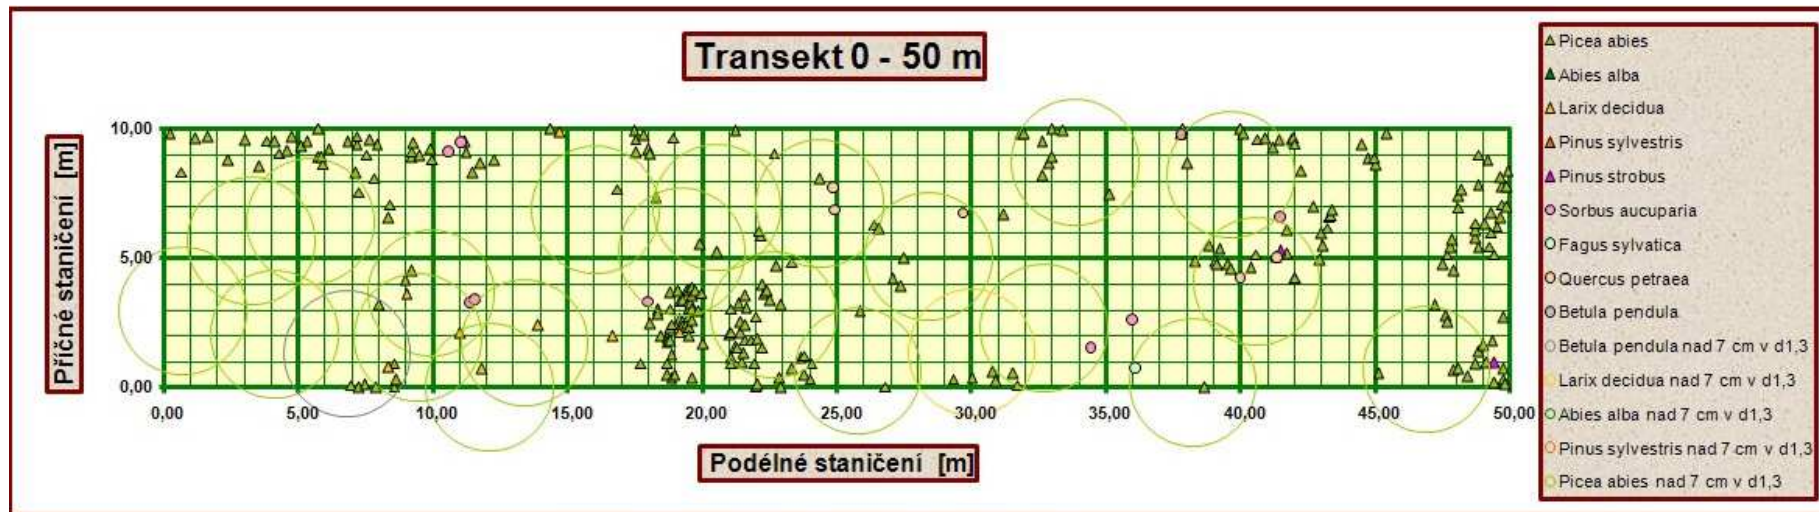 Transekt 0 - 50 m
Příčné staničení [m]
10,00
5,00
0,00
0,00
5,00
10,00
15,00
20,00
25,00
30,00
35,00
40,00
45,00
50,00
Podélné staničení [m]
Picea abies
Abies alba
Larix decidua
Pinus sylvestris
Pinus strobus
Sorbus aucuparia
Fagus sylvatica
Quercus petraea
Betula pendula
Betula pendula nad 7 cm v d1,3
Larix decidua nad 7 cm v d1,3
Abies alba nad 7 cm v d1,3
Pinus sylvestris nad 7 cm v d1,3
Picea abies nad 7 cm v d1,3